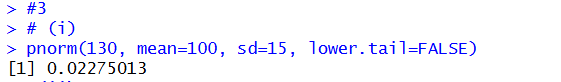 > #3
> # (i)
> pnorm(130, mean=100, sd=15, lower.tail=FALSE)
[1] 0.02275013